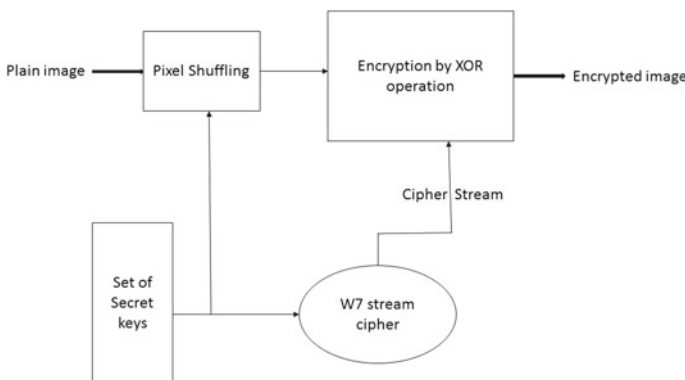 Plain image
Pixel Shuffling
Encryption by XOR
operation
Encrypted image
Cipher Stream
Set of
Secret
keys
W7 stream
cipher